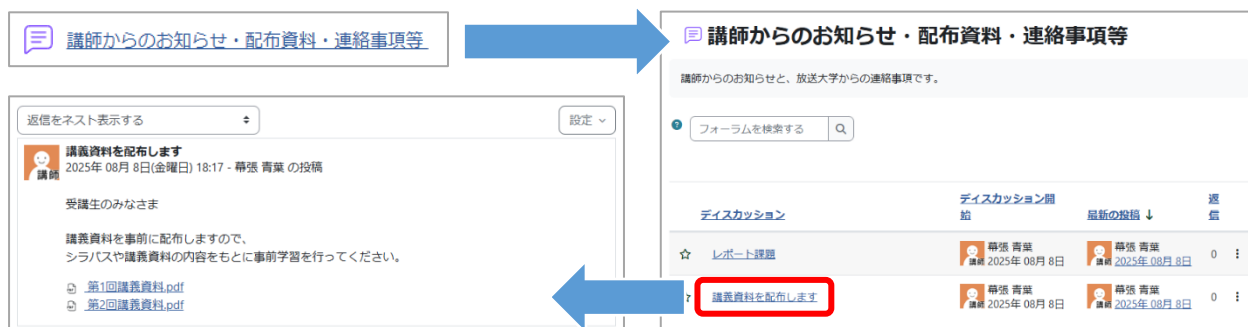 講師からのお知らせ・配布資料・連絡事項等
講師からのお知らせ・配布資料・連絡事項等
講師からのお知らせと、放送大学からの連絡事項です。
フォーラムを検索する
ディスカッション
ディスカッション開始
最新の投稿 ↓
返信
レポート課題
講師
幕張 青葉
2025年 08月 8日
講師
幕張 青葉
2025年 08月 8日
0
講義資料を配布します
講師
幕張 青葉
2025年 08月 8日
講師
幕張 青葉
2025年 08月 8日
0
返信をネスト表示する
設定
講師
講義資料を配布します
2025年 08月 8日(金曜日) 18:17 - 幕張 青葉 の投稿
受講生のみなさま
講義資料を事前に配布しますので、
シラバスや講義資料の内容をもとに事前学習を行ってください。
第1回講義資料.pdf
第2回講義資料.pdf